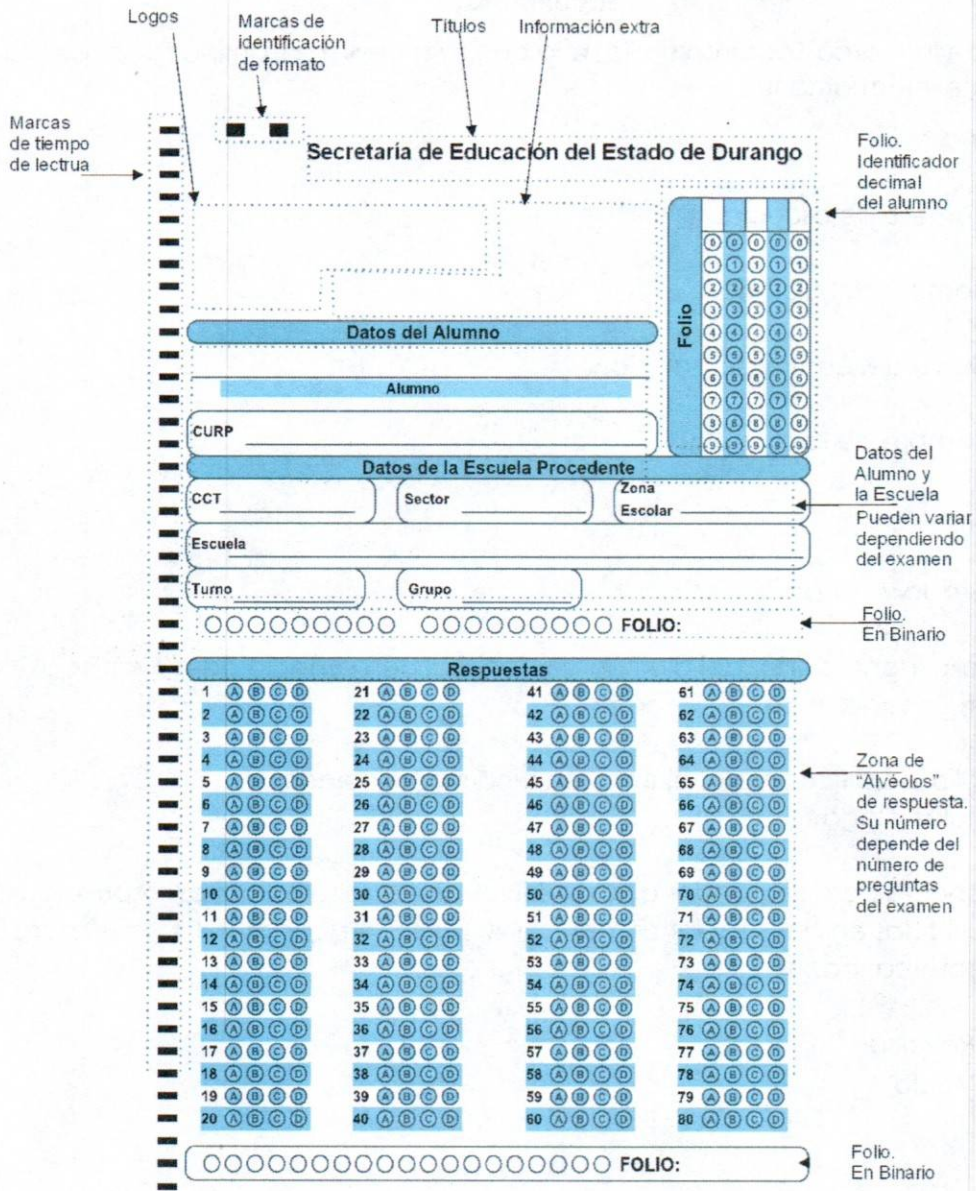 Logos
Marcas de
identificación
de formato
Títulos
Información extra
Marcas
de tiempo
de lectrua
Secretaría de Educación del Estado de Durango
Folio.
Identificador
decimal
del alumno
Folio
0 0 0 0 0
1 1 1 1 1
2 2 2 2 2
3 3 3 3 3
4 4 4 4 4
5 5 5 5 5
6 6 6 6 6
7 7 7 7 7
8 8 8 8 8
9 9 9 9 9
Datos del Alumno
Alumno
CURP
Datos de la Escuela Procedente
CCT
Sector
Zona
Escolar
Escuela
Turno
Grupo
Datos del
Alumno y
la Escuela
Pueden variar
dependiendo
del examen
FOLIO:
Folio.
En Binario
Respuestas
1 A B C D 21 A B C D 41 A B C D 61 A B C D
2 A B C D 22 A B C D 42 A B C D 62 A B C D
3 A B C D 23 A B C D 43 A B C D 63 A B C D
4 A B C D 24 A B C D 44 A B C D 64 A B C D
5 A B C D 25 A B C D 45 A B C D 65 A B C D
6 A B C D 26 A B C D 46 A B C D 66 A B C D
7 A B C D 27 A B C D 47 A B C D 67 A B C D
8 A B C D 28 A B C D 48 A B C D 68 A B C D
9 A B C D 29 A B C D 49 A B C D 69 A B C D
10 A B C D 30 A B C D 50 A B C D 70 A B C D
11 A B C D 31 A B C D 51 A B C D 71 A B C D
12 A B C D 32 A B C D 52 A B C D 72 A B C D
13 A B C D 33 A B C D 53 A B C D 73 A B C D
14 A B C D 34 A B C D 54 A B C D 74 A B C D
15 A B C D 35 A B C D 55 A B C D 75 A B C D
16 A B C D 36 A B C D 56 A B C D 76 A B C D
17 A B C D 37 A B C D 57 A B C D 77 A B C D
18 A B C D 38 A B C D 58 A B C D 78 A B C D
19 A B C D 39 A B C D 59 A B C D 79 A B C D
20 A B C D 40 A B C D 60 A B C D 80 A B C D
Zona de
"Alvéolos"
de respuesta.
Su número
depende del
número de
preguntas
del examen
FOLIO:
Folio.
En Binario